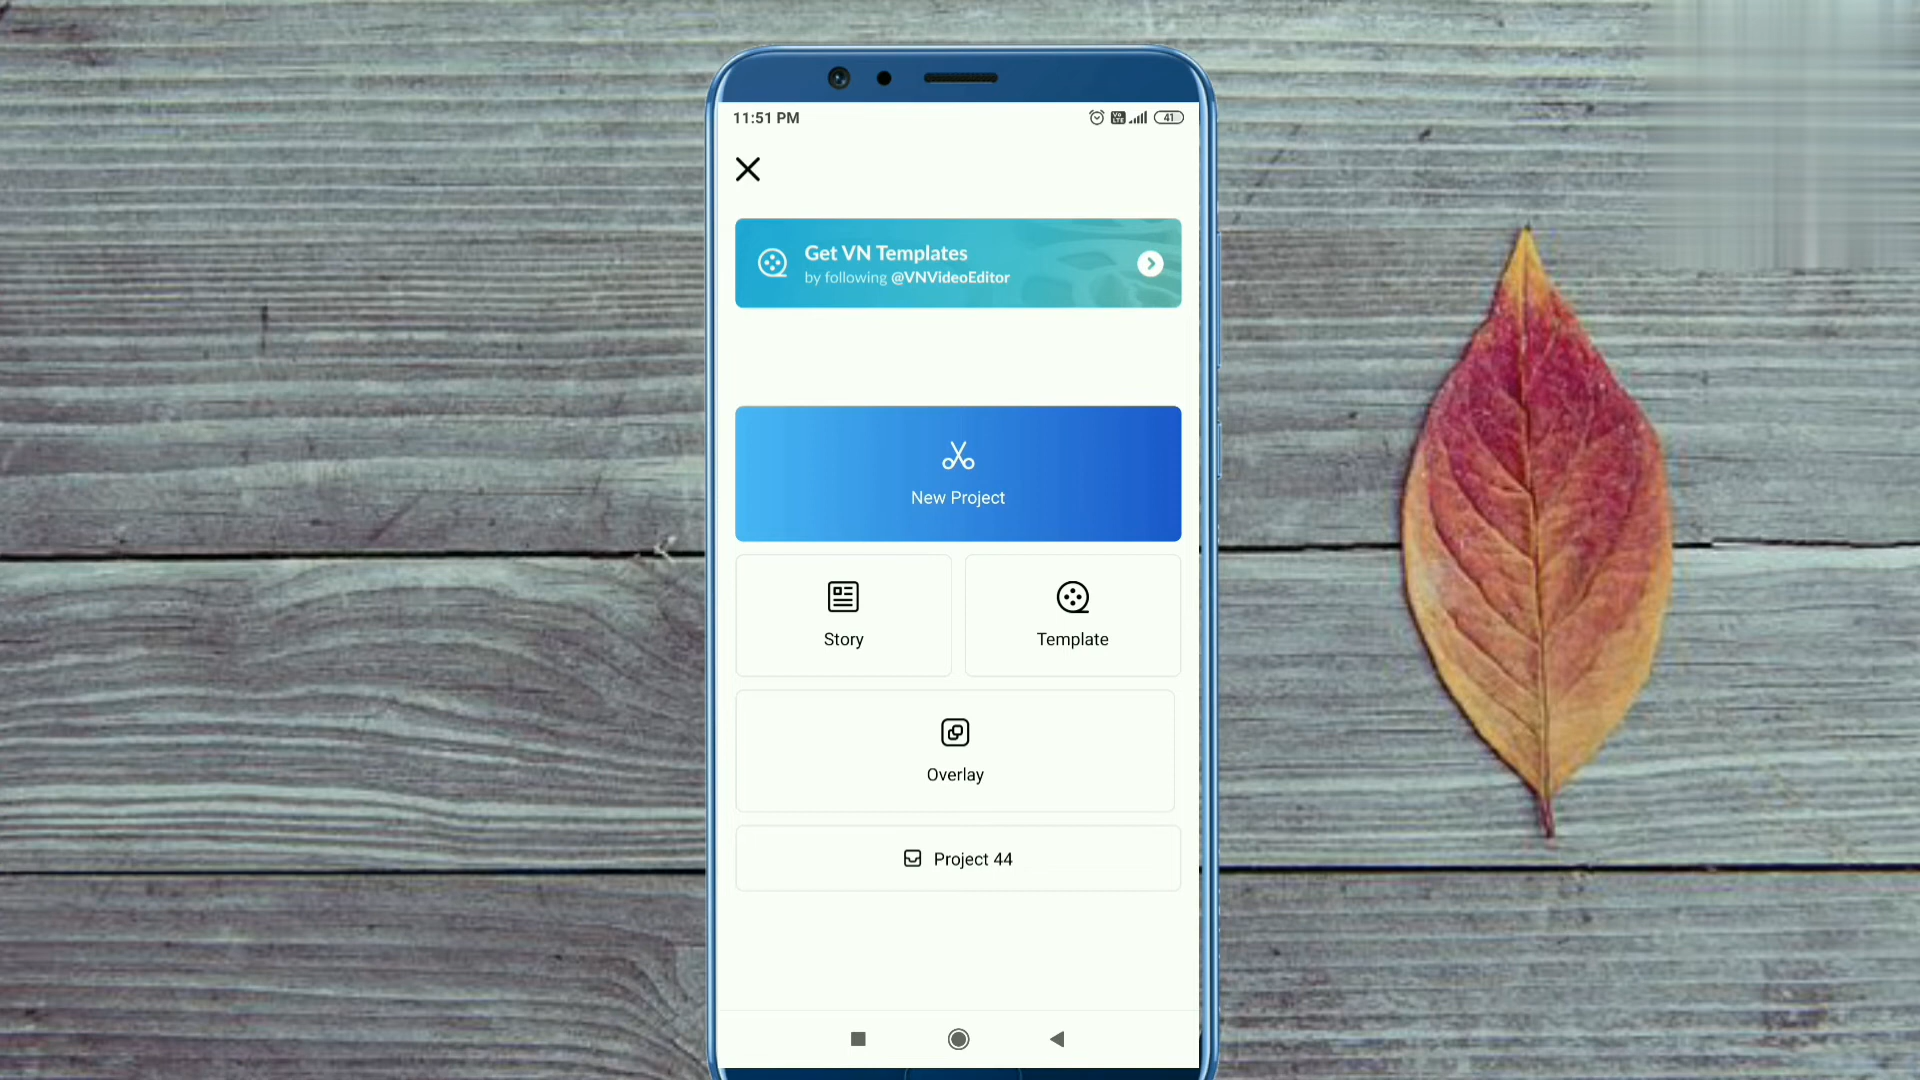 11:51 PM
41
Get VN Templates
by following @VNVideoEditor
New Project
Story
Template
Overlay
Project 44